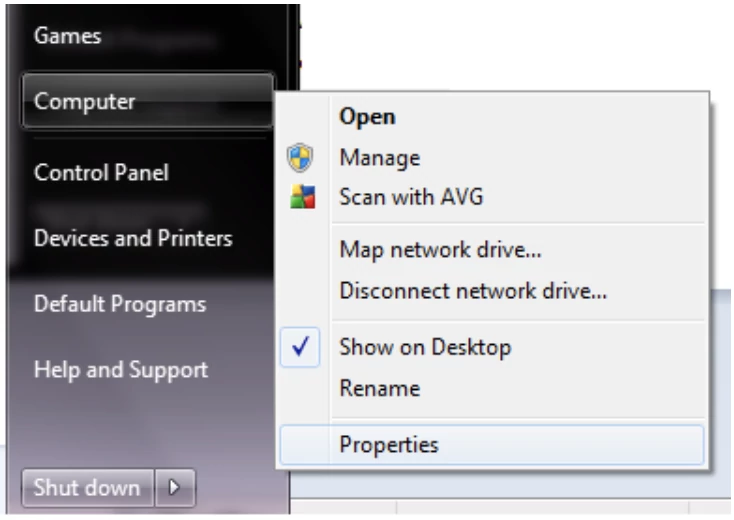 Games
Computer
Control Panel
Devices and Printers
Default Programs
Help and Support
Shut down
Open
Manage
Scan with AVG
Map network drive...
Disconnect network drive...
Show on Desktop
Rename
Properties